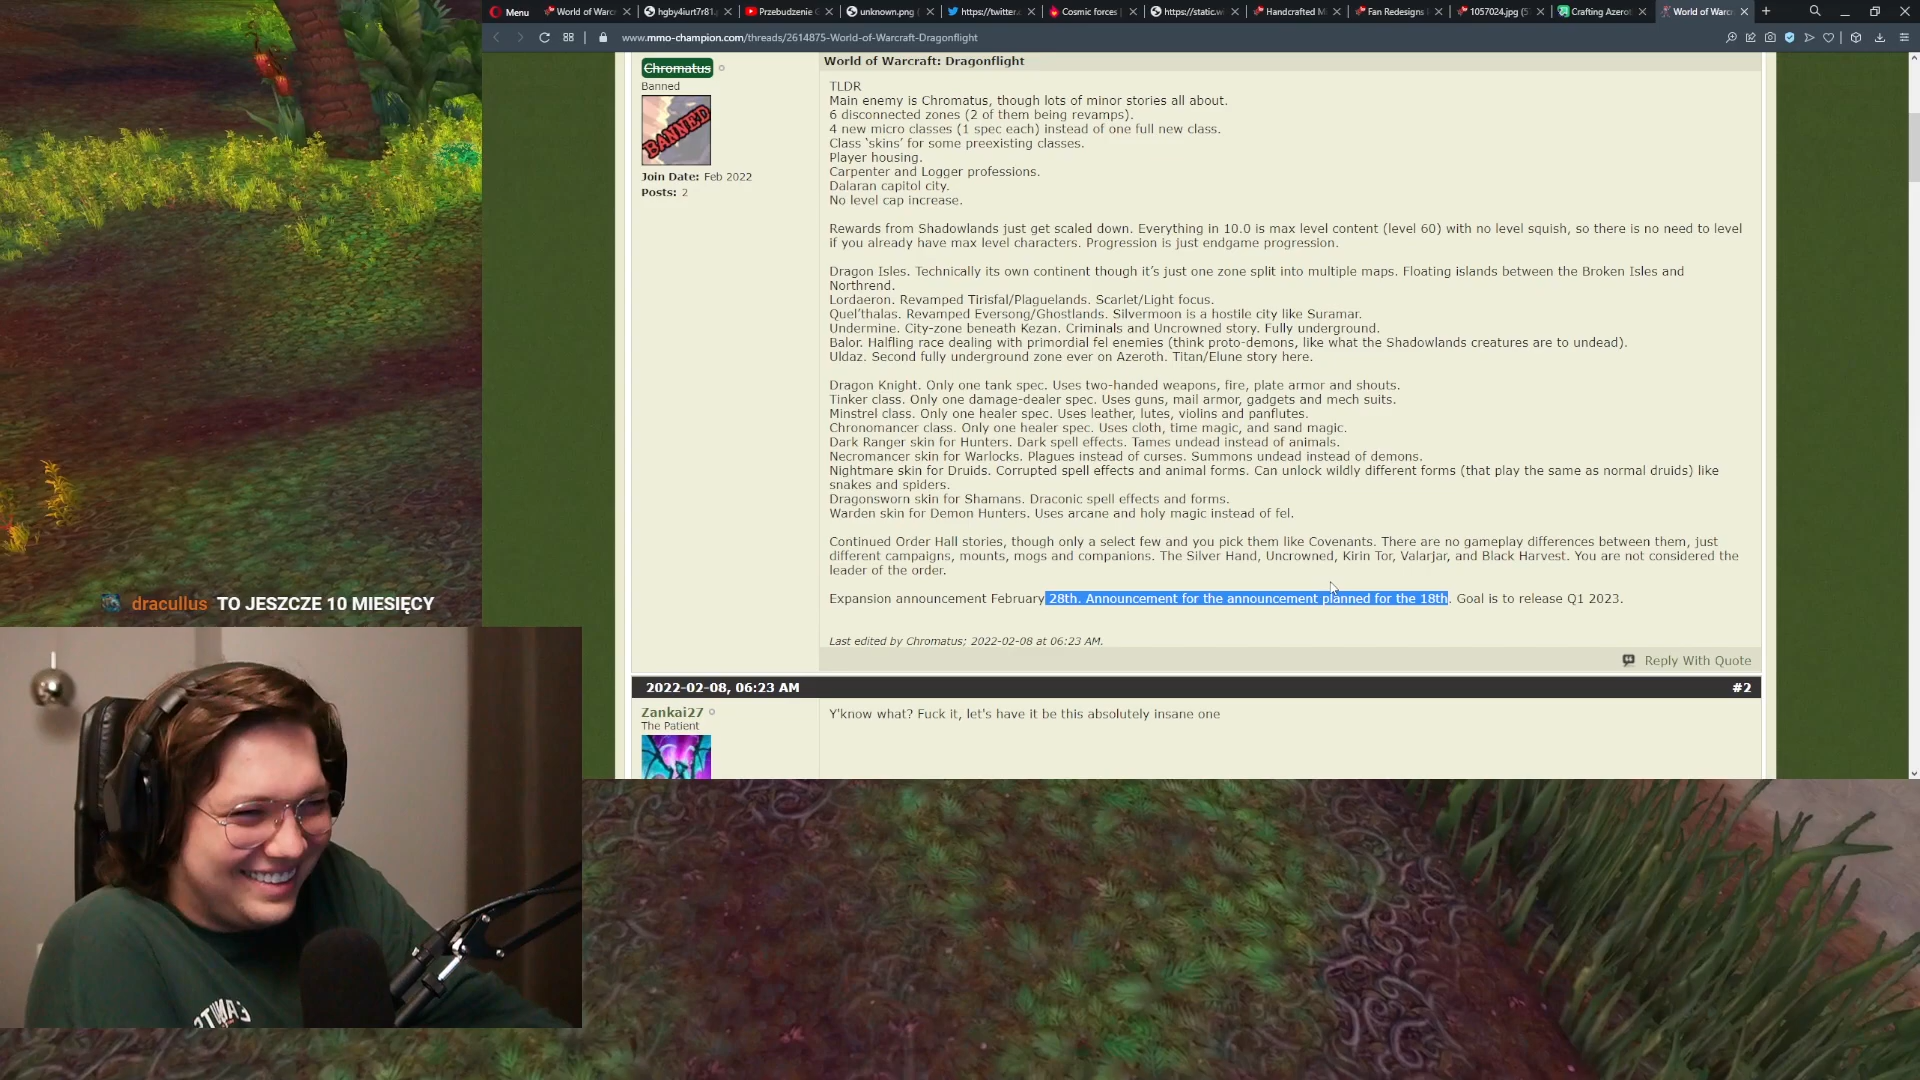 Menu
World of Warc
hgby4iurt7r81.
Przebudzenie
unknown.png (
https://twitter.
Cosmic forces |
https://static.wi
Handcrafted M
Fan Redesigns
1057024.jpg (5
Crafting Azerot
World of Warc
www.mmo-champion.com/threads/2614875-World-of-Warcraft-Dragonflight
Chromatus
Banned
BANNED
Join Date: Feb 2022
Posts: 2
World of Warcraft: Dragonflight
TLDR
Main enemy is Chromatus, though lots of minor stories all about.
6 disconnected zones (2 of them being revamps).
4 new micro classes (1 spec each) instead of one full new class.
Class ‘skins’ for some preexisting classes.
Player housing.
Carpenter and Logger professions.
Dalaran capitol city.
No level cap increase.
Rewards from Shadowlands just get scaled down. Everything in 10.0 is max level content (level 60) with no level squish, so there is no need to level
if you already have max level characters. Progression is just endgame progression.
Dragon Isles. Technically its own continent though it’s just one zone split into multiple maps. Floating islands between the Broken Isles and
Northrend.
Lordaeron. Revamped Tirisfal/Plaguelands. Scarlet/Light focus.
Quel’thalas. Revamped Eversong/Ghostlands. Silvermoon is a hostile city like Suramar.
Undermine. City-zone beneath Kezan. Criminals and Uncrowned story. Fully underground.
Balor. Halfling race dealing with primordial fel enemies (think proto-demons, like what the Shadowlands creatures are to undead).
Uldaz. Second fully underground zone ever on Azeroth. Titan/Elune story here.
Dragon Knight. Only one tank spec. Uses two-handed weapons, fire, plate armor and shouts.
Tinker class. Only one damage-dealer spec. Uses guns, mail armor, gadgets and mech suits.
Minstrel class. Only one healer spec. Uses leather, lutes, violins and panflutes.
Chronomancer class. Only one healer spec. Uses cloth, time magic, and sand magic.
Dark Ranger skin for Hunters. Dark spell effects. Tames undead instead of animals.
Necromancer skin for Warlocks. Plagues instead of curses. Summons undead instead of demons.
Nightmare skin for Druids. Corrupted spell effects and animal forms. Can unlock wildly different forms (that play the same as normal druids) like
snakes and spiders.
Dragonsworn skin for Shamans. Draconic spell effects and forms.
Warden skin for Demon Hunters. Uses arcane and holy magic instead of fel.
Continued Order Hall stories, though only a select few and you pick them like Covenants. There are no gameplay differences between them, just
different campaigns, mounts, mogs and companions. The Silver Hand, Uncrowned, Kirin Tor, Valarjar, and Black Harvest. You are not considered the
leader of the order.
Expansion announcement February 28th. Announcement for the announcement planned for the 18th. Goal is to release Q1 2023.
Last edited by Chromatus; 2022-02-08 at 06:23 AM.
Reply With Quote
2022-02-08, 06:23 AM
#2
Zankai27
The Patient
Y'know what? Fuck it, let's have it be this absolutely insane one
dracullus TO JESZCZE 10 MIESIĘCY